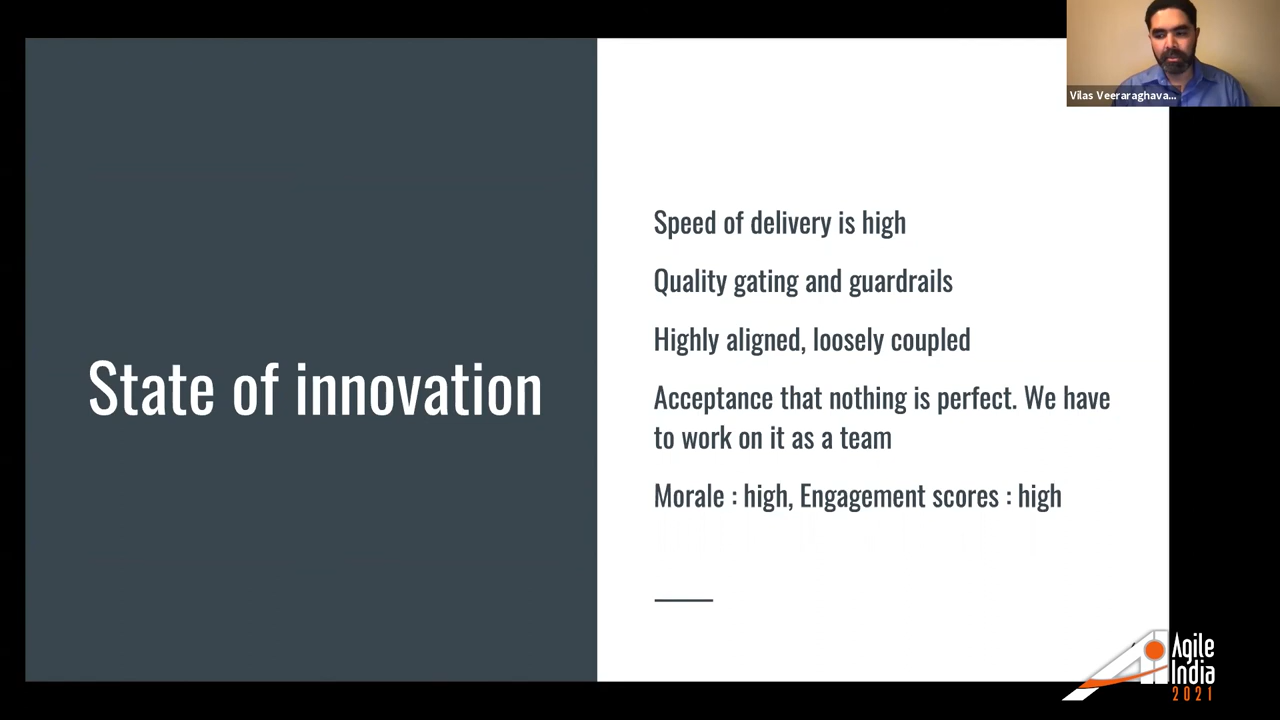 Vilas Veeraraghava...
State of innovation
Speed of delivery is high
Quality gating and guardrails
Highly aligned, loosely coupled
Acceptance that nothing is perfect. We have
to work on it as a team
Morale : high, Engagement scores : high
Agile
India
2021